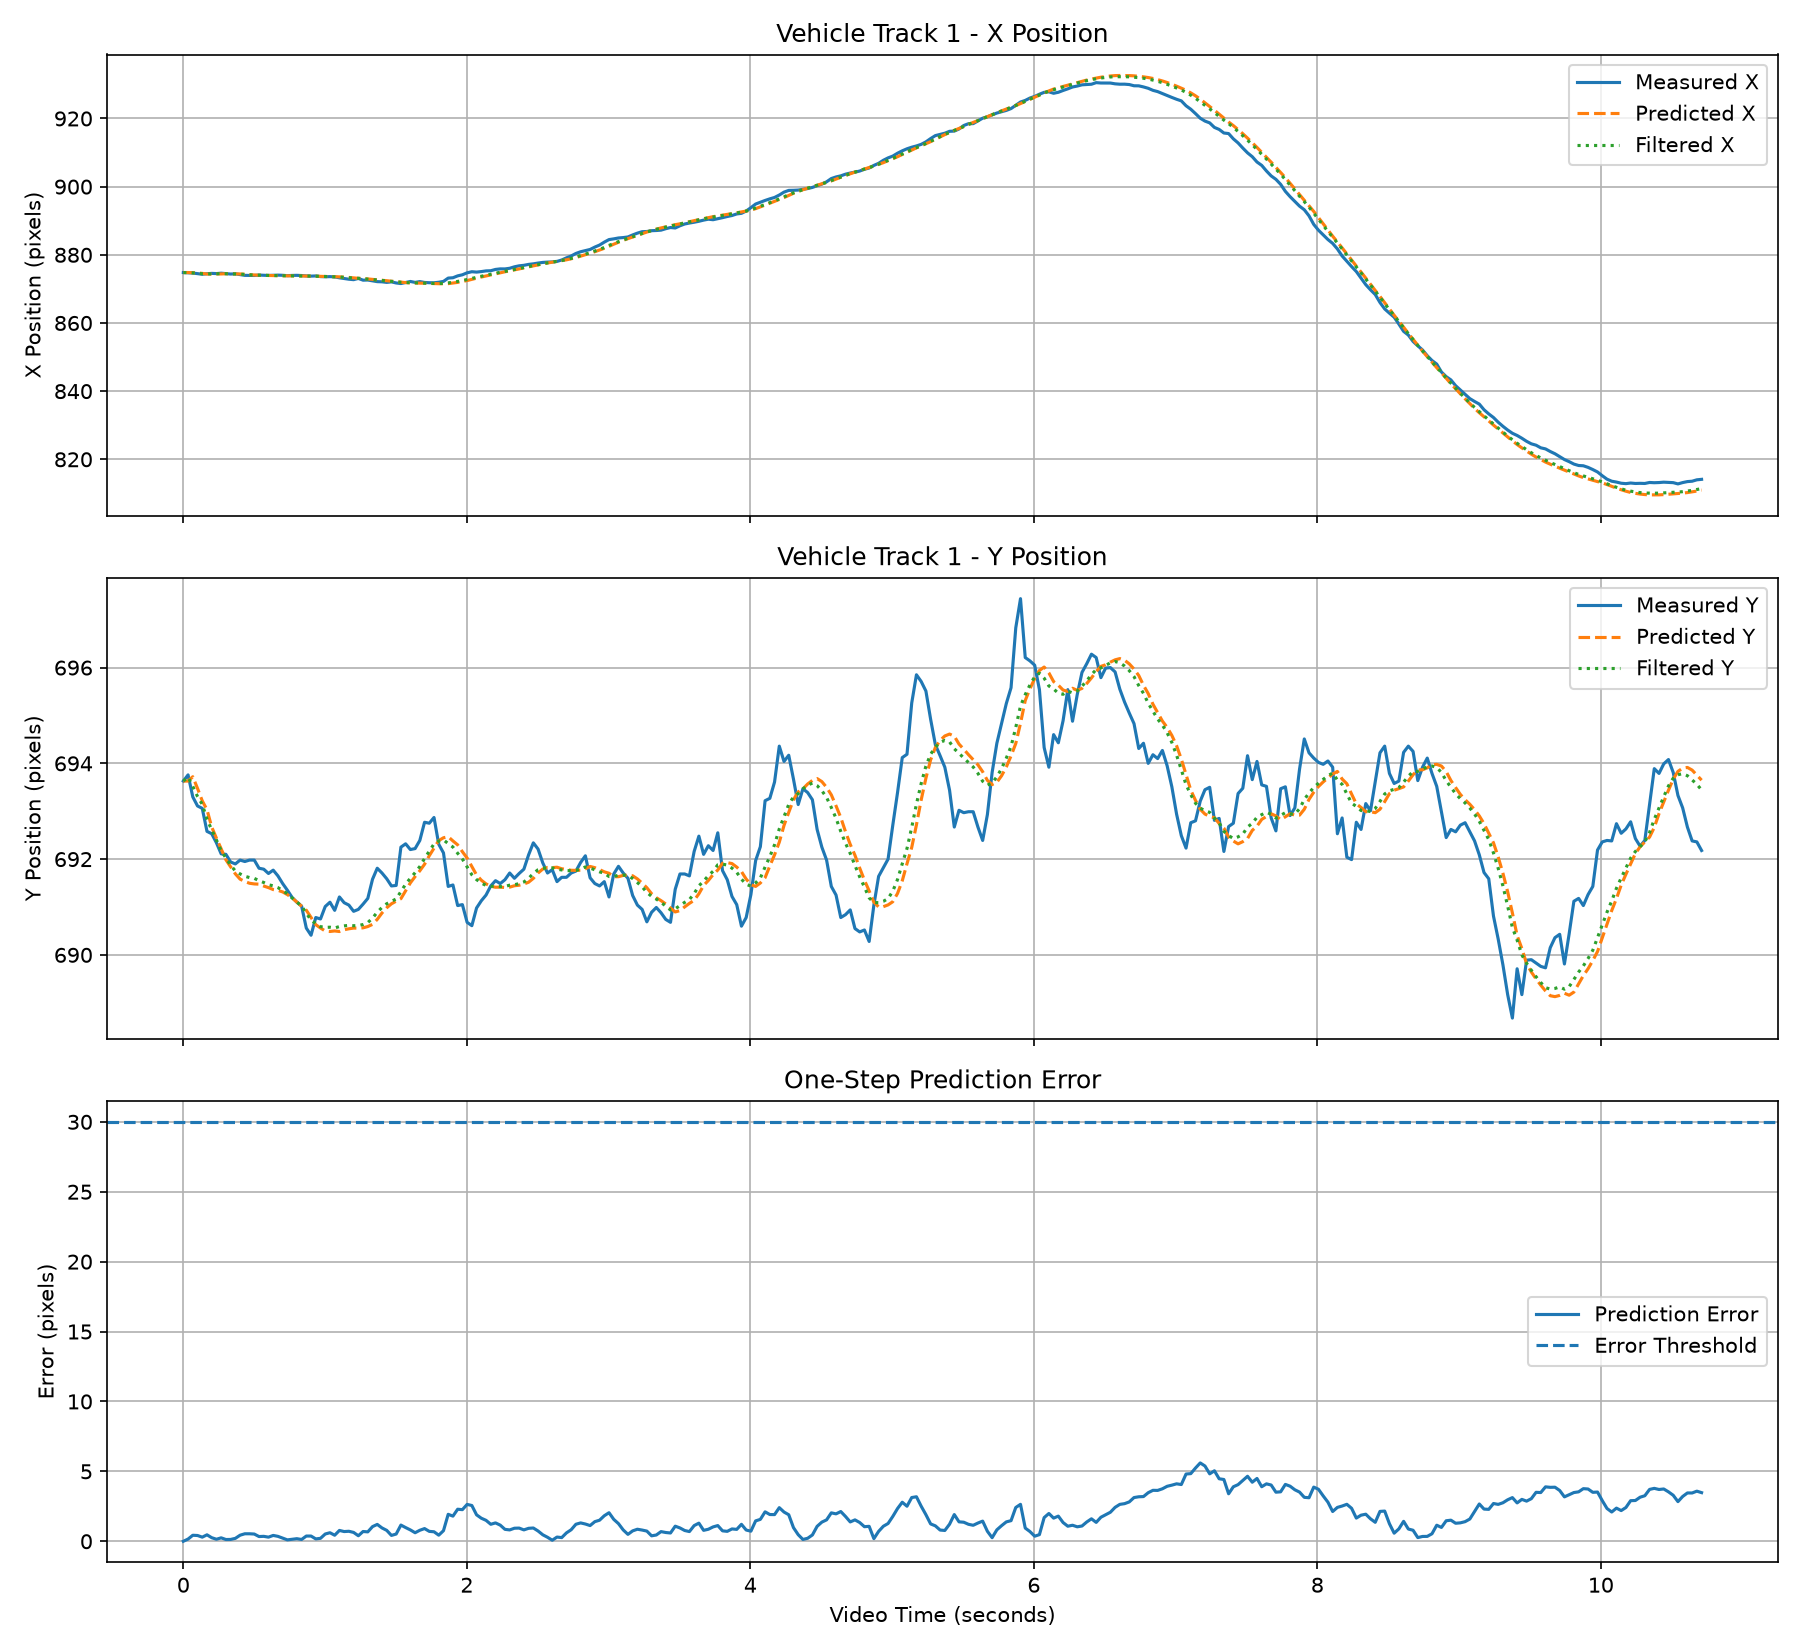 Vehicle Track 1 - X Position
X Position (pixels)
920
900
880
860
840
820
Measured X
Predicted X
Filtered X
Vehicle Track 1 - Y Position
Y Position (pixels)
696
694
692
690
Measured Y
Predicted Y
Filtered Y
One-Step Prediction Error
Error (pixels)
30
25
20
15
10
5
0
Prediction Error
Error Threshold
0 2 4 6 8 10
Video Time (seconds)